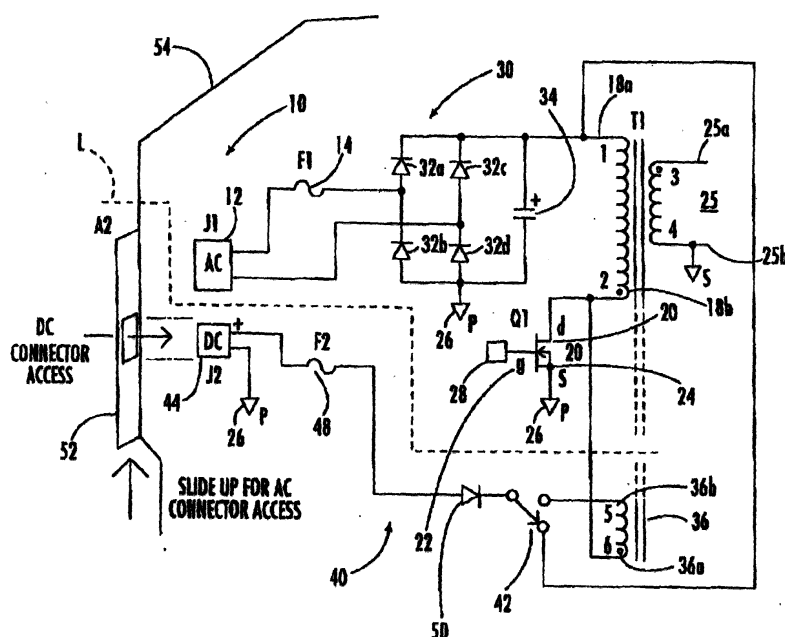 54
30
10
34
18a
T1
L
F1
14
1
25a
32a
32c
3
12
J1
25
A2
32b
32d
4
AC
25b
S
2
P
18b
26
Q1
d
20
DC
CONNECTOR
ACCESS
+
DC
F2
28
20
g
S
24
44
J2
P
26
48
P
26
52
SLIDE UP FOR AC
CONNECTOR ACCESS
22
36b
5
36
6
40
42
36a
50